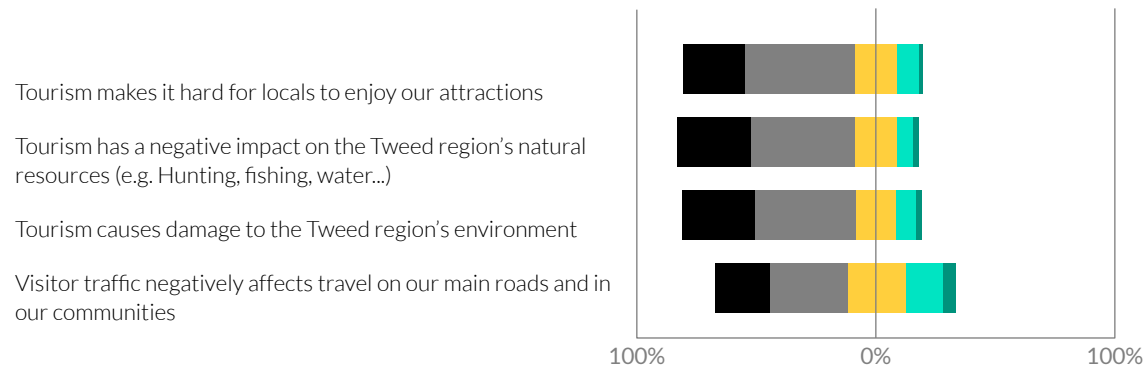 Tourism makes it hard for locals to enjoy our attractions
Tourism has a negative impact on the Tweed region’s natural
resources (e.g. Hunting, fishing, water...)
Tourism causes damage to the Tweed region’s environment
Visitor traffic negatively affects travel on our main roads and in
our communities
100% 0% 100%